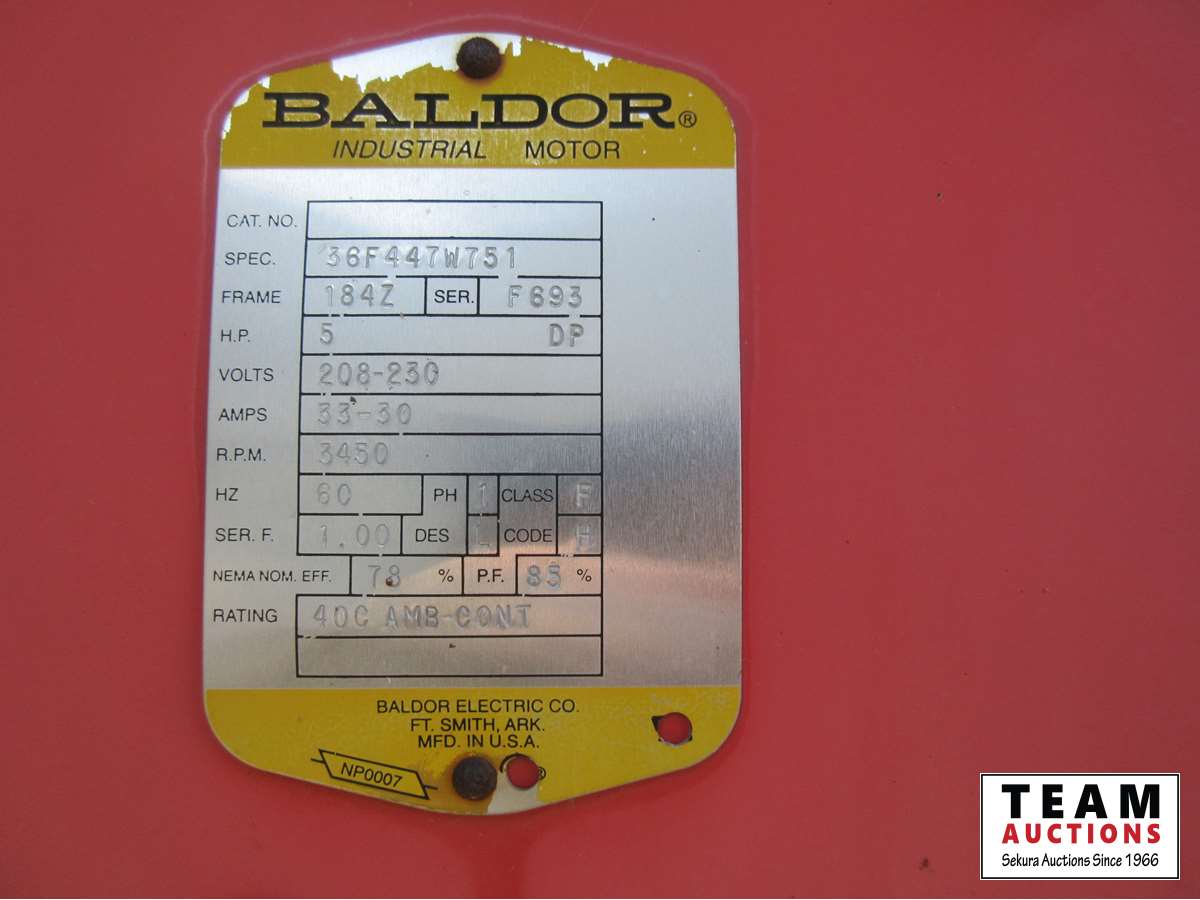 BALDOR®
INDUSTRIAL MOTOR
CAT. NO.
SPEC. 36F447W751
FRAME 184Z SER. F693
H.P. 5 DP
VOLTS 208-230
AMPS 33-30
R.P.M. 3450
HZ 60 PH 1 CLASS F
SER. F. 1.00 DES L CODE
NEMA NOM. EFF. 78 % P.F. 85 %
RATING 40C AMB-CONT
BALDOR ELECTRIC CO.
FT. SMITH, ARK.
MFD. IN U.S.A.
NP0007
TEAM
AUCTIONS
Sekura Auctions Since 1966